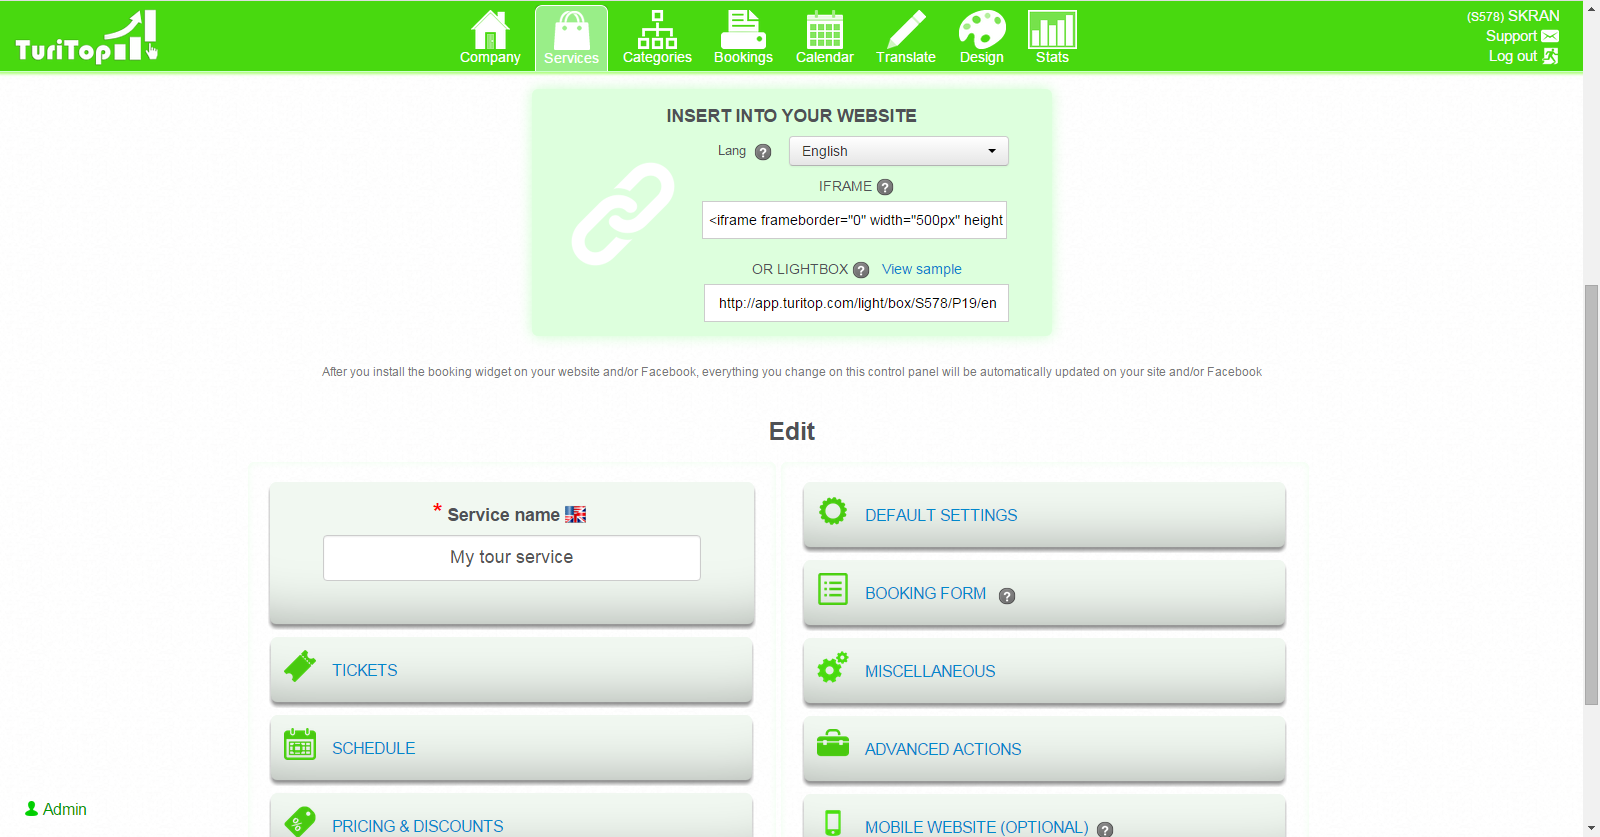 TuriTop
Company
Services
Categories
Bookings
Calendar
Translate
Design
Stats
(S578) SKRAN
Support
Log out
INSERT INTO YOUR WEBSITE
Lang ?
English
IFRAME ?
<iframe frameborder="0" width="500px" height
OR LIGHTBOX ? View sample
http://app.turitop.com/light/box/S578/P19/en
After you install the booking widget on your website and/or Facebook, everything you change on this control panel will be automatically updated on your site and/or Facebook
Edit
* Service name
My tour service
TICKETS
SCHEDULE
% PRICING & DISCOUNTS
DEFAULT SETTINGS
BOOKING FORM ?
MISCELLANEOUS
ADVANCED ACTIONS
MOBILE WEBSITE (OPTIONAL) ?
Admin